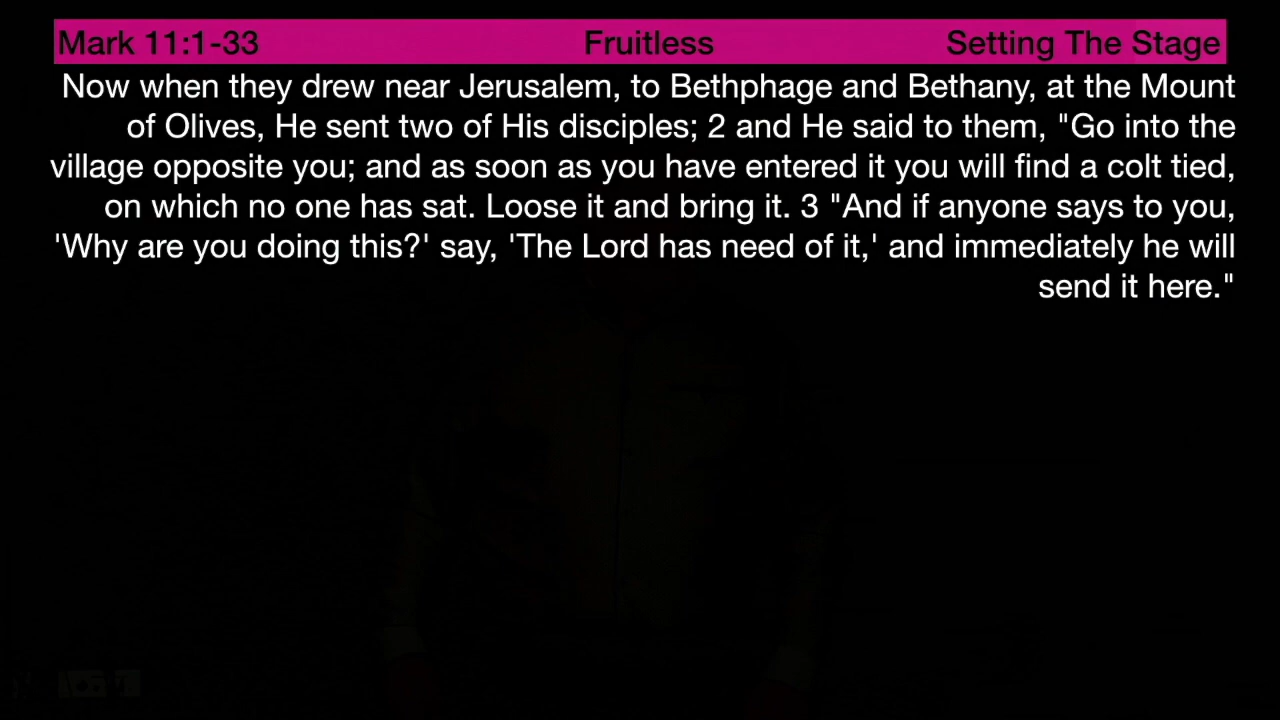 Mark 11:1-33 Fruitless Setting The Stage
Now when they drew near Jerusalem, to Bethphage and Bethany, at the Mount
of Olives, He sent two of His disciples; 2 and He said to them, "Go into the
village opposite you; and as soon as you have entered it you will find a colt tied,
on which no one has sat. Loose it and bring it. 3 "And if anyone says to you,
'Why are you doing this?' say, 'The Lord has need of it,' and immediately he will
send it here."